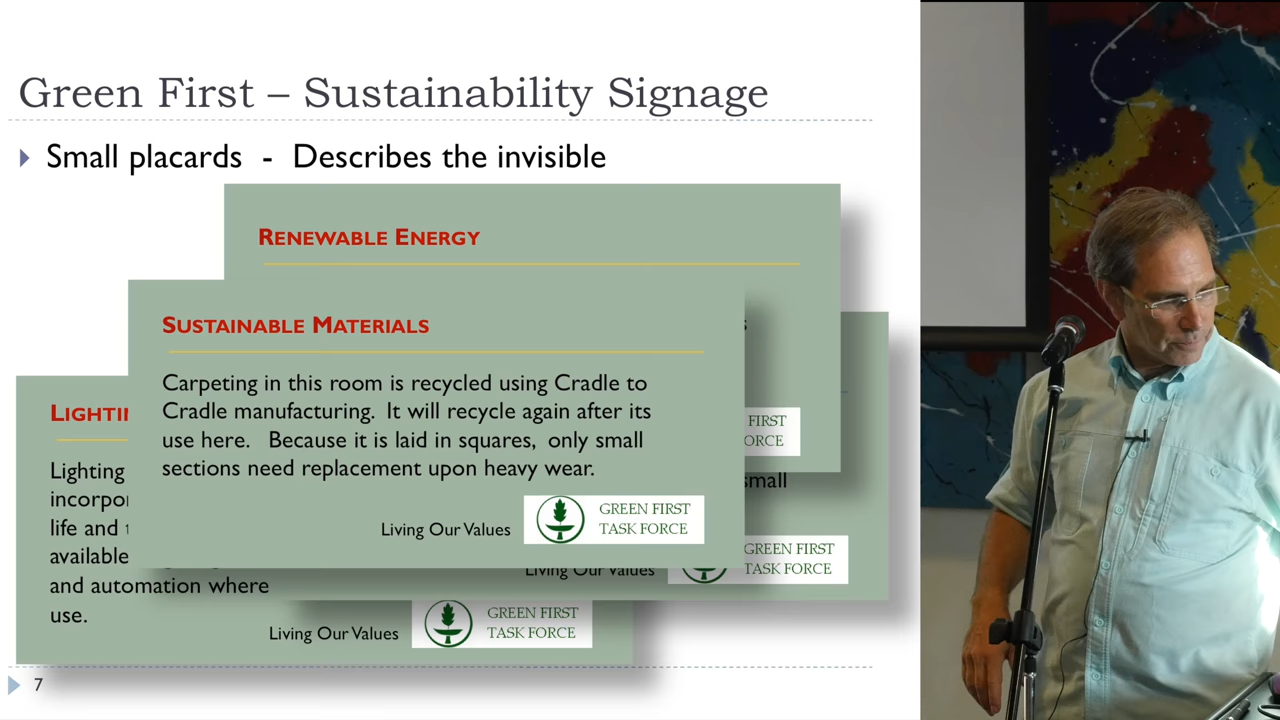 Green First – Sustainability Signage
Small placards - Describes the invisible
RENEWABLE ENERGY
SUSTAINABLE MATERIALS
Carpeting in this room is recycled using Cradle to
Cradle manufacturing. It will recycle again after its
use here. Because it is laid in squares, only small
sections need replacement upon heavy wear.
Living Our Values
GREEN FIRST
TASK FORCE
FIRST
small
Living Our Values
GREEN FIRST
TASK FORCE
Lighting
life and
available
and automation where
use.
Living Our Values
GREEN FIRST
TASK FORCE
7